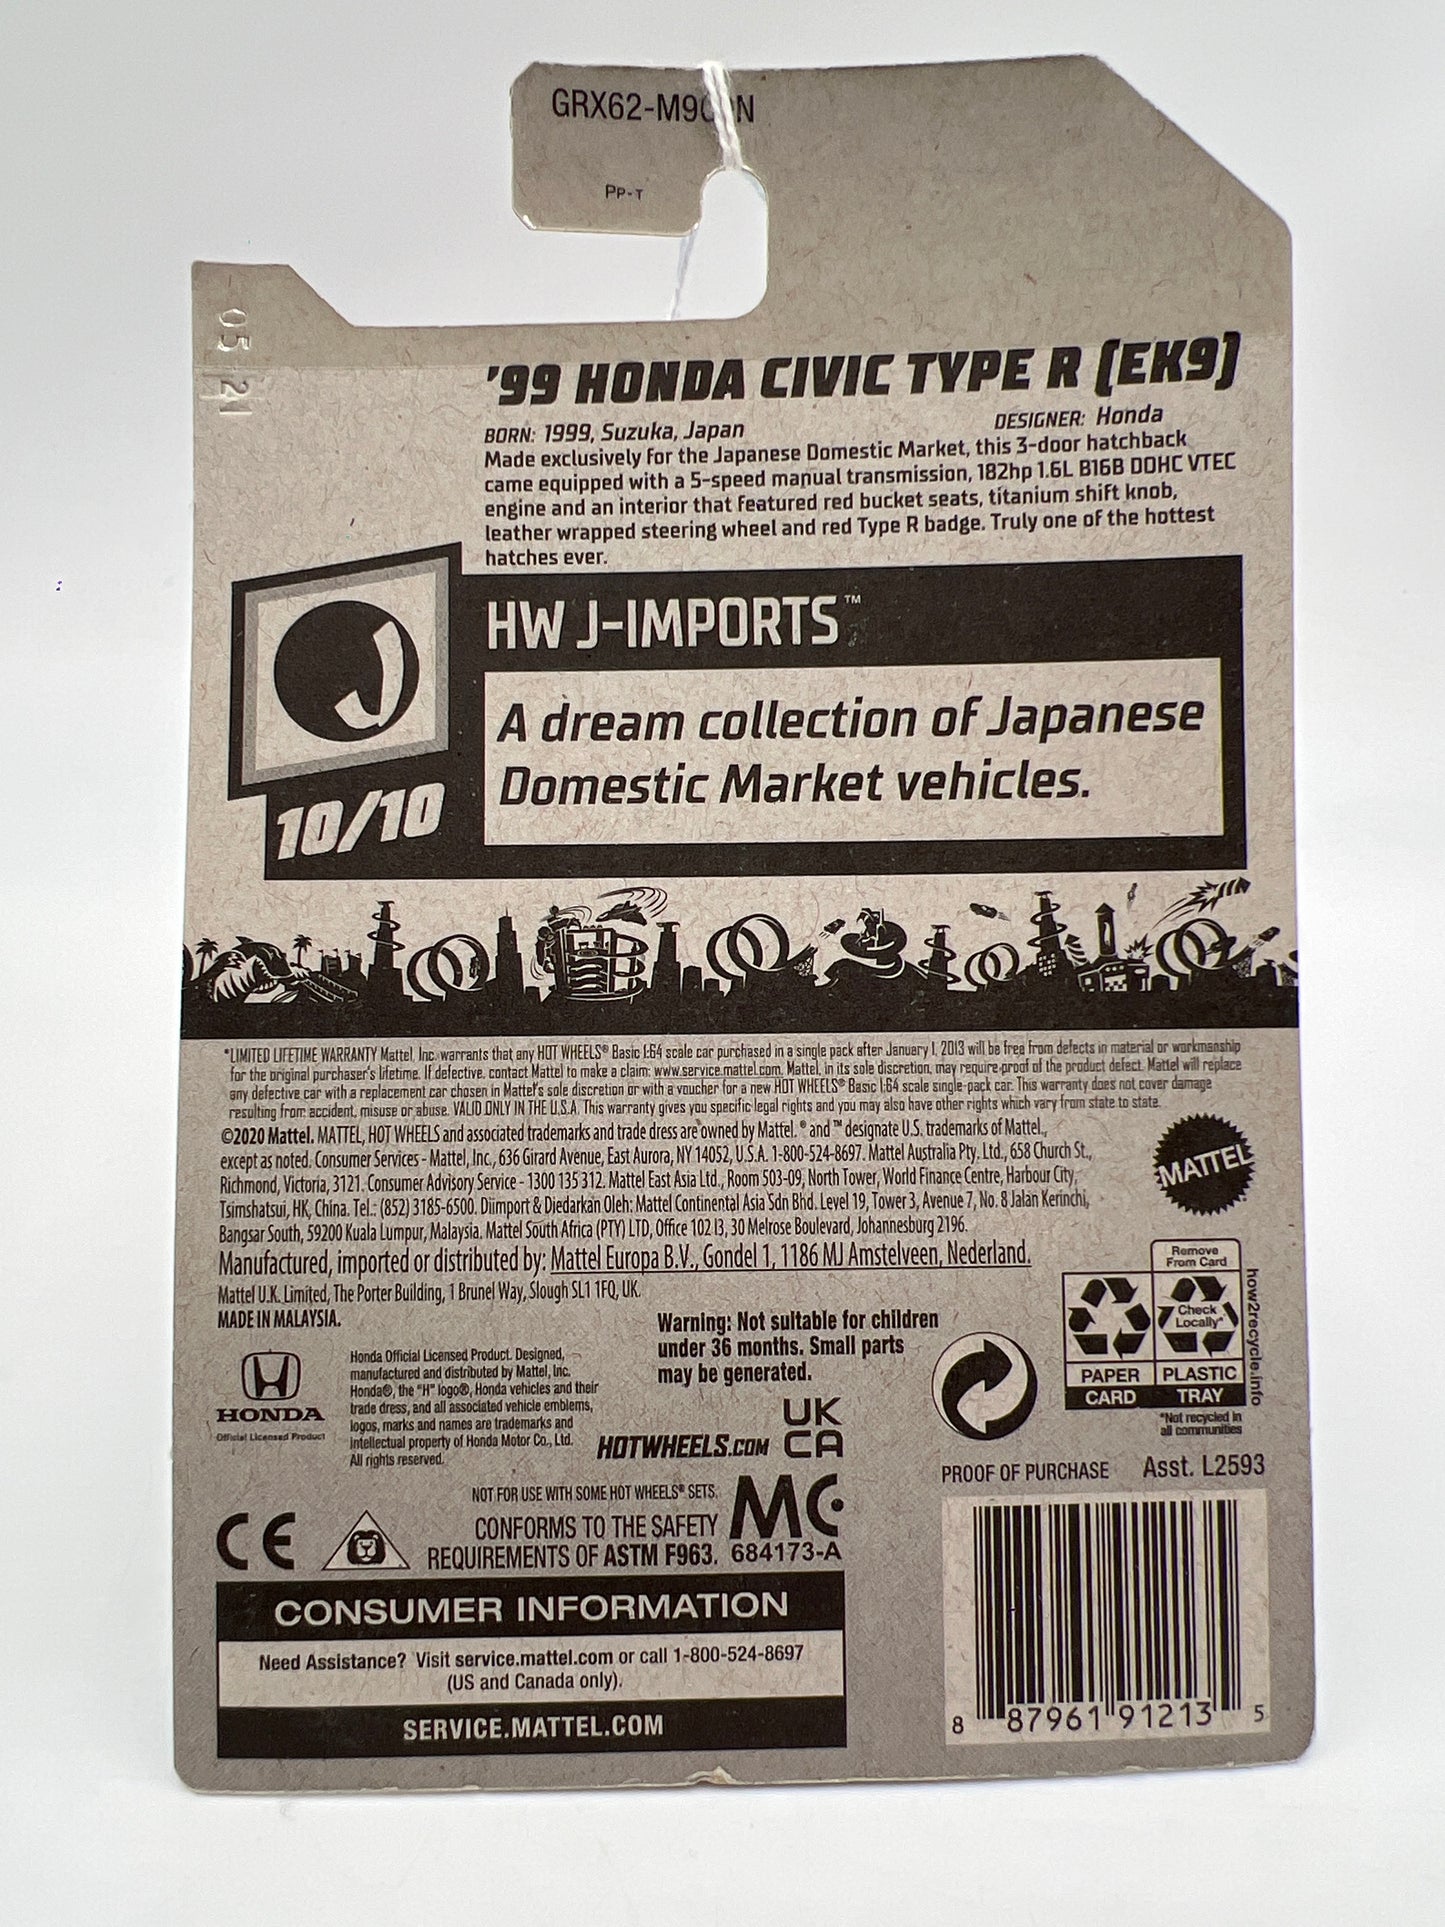 GRX62-M9
PP-T
05 21
'99 HONDA CIVIC TYPE R (EK9)
BORN: 1999, Suzuka, Japan DESIGNER: Honda
Made exclusively for the Japanese Domestic Market, this 3-door hatchback
came equipped with a 5-speed manual transmission, 182hp 1.6L B16B DOHC VTEC
engine and an interior that featured red bucket seats, titanium shift knob,
leather wrapped steering wheel and red Type R badge. Truly one of the hottest
hatches ever.
J
HW J-IMPORTS™
A dream collection of Japanese
Domestic Market vehicles.
10/10
*LIMITED LIFETIME WARRANTY Mattel, Inc. warrants that any HOT WHEELS® Basic 1:64 scale car purchased in a single pack after January 1, 2013 will be free from defects in material or workmanship
for the original purchaser's lifetime. If defective, contact Mattel to make a claim: www.service.mattel.com. Mattel, in its sole discretion, may require proof of the product defect. Mattel will replace
any defective car with a replacement car chosen in Mattel's sole discretion or with a voucher for a new HOT WHEELS® Basic 1:64 scale single-pack car. This warranty does not cover damage
resulting from accident, misuse or abuse. VALID ONLY IN THE U.S.A. This warranty gives you specific legal rights and you may also have other rights which vary from state to state.
©2020 Mattel. MATTEL, HOT WHEELS and associated trademarks and trade dress are owned by Mattel. ® and ™ designate U.S. trademarks of Mattel.,
except as noted. Consumer Services - Mattel, Inc., 636 Girard Avenue, East Aurora, NY 14052, U.S.A. 1-800-524-8697. Mattel Australia Pty. Ltd., 658 Church St.,
Richmond, Victoria, 3121. Consumer Advisory Service - 1300 135 312. Mattel East Asia Ltd., Room 503-09, North Tower, World Finance Centre, Harbour City,
Tsimshatsui, HK, China. Tel.: (852) 3185-6500. Diimport & Diedarkan Oleh: Mattel Continental Asia Sdn Bhd. Level 19, Tower 3, Avenue 7, No. 8 Jalan Kerinchi,
Bangsar South, 59200 Kuala Lumpur, Malaysia. Mattel South Africa (PTY) LTD, Office 102 I3, 30 Melrose Boulevard, Johannesburg 2196.
MATTEL
Manufactured, imported or distributed by: Mattel Europa B.V., Gondel 1, 1186 MJ Amstelveen, Nederland.
Mattel U.K. Limited, The Porter Building, 1 Brunel Way, Slough SL1 1FQ, UK.
MADE IN MALAYSIA.
HONDA
Official Licensed Product
Honda Official Licensed Product. Designed,
manufactured and distributed by Mattel, Inc.
Honda®, the "H" logo®, Honda vehicles and their
trade dress, and all associated vehicle emblems,
logos, marks and names are trademarks and
intellectual property of Honda Motor Co., Ltd.
All rights reserved.
Warning: Not suitable for children
under 36 months. Small parts
may be generated.
HOTWHEELS.COM
UK
CA
Remove
From Card
Check
Locally*
PAPER
CARD
PLASTIC
TRAY
how2recycle.info
*Not recycled in
all communities
PROOF OF PURCHASE Asst. L2593
CE
NOT FOR USE WITH SOME HOT WHEELS® SETS.
CONFORMS TO THE SAFETY
REQUIREMENTS OF ASTM F963.
MC
684173-A
CONSUMER INFORMATION
Need Assistance? Visit service.mattel.com or call 1-800-524-8697
(US and Canada only).
SERVICE.MATTEL.COM
8 87961 91213 5